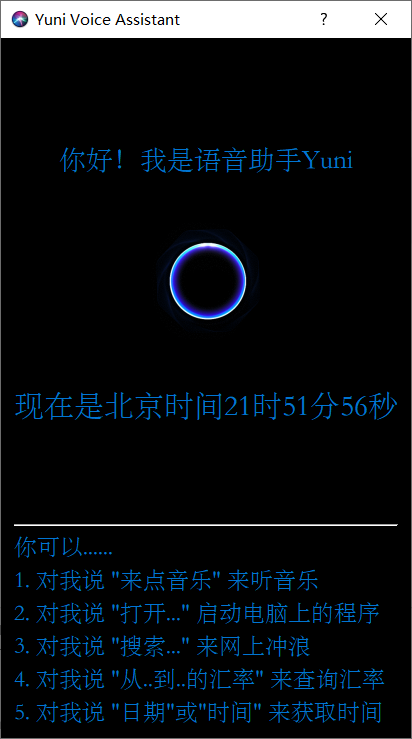 Yuni Voice Assistant
你好！我是语音助手Yuni
现在是北京时间21时51分56秒
你可以......
1. 对我说 "来点音乐" 来听音乐
2. 对我说 "打开..." 启动电脑上的程序
3. 对我说 "搜索..." 来网上冲浪
4. 对我说 "从..到..的汇率" 来查询汇率
5. 对我说 "日期"或"时间" 来获取时间